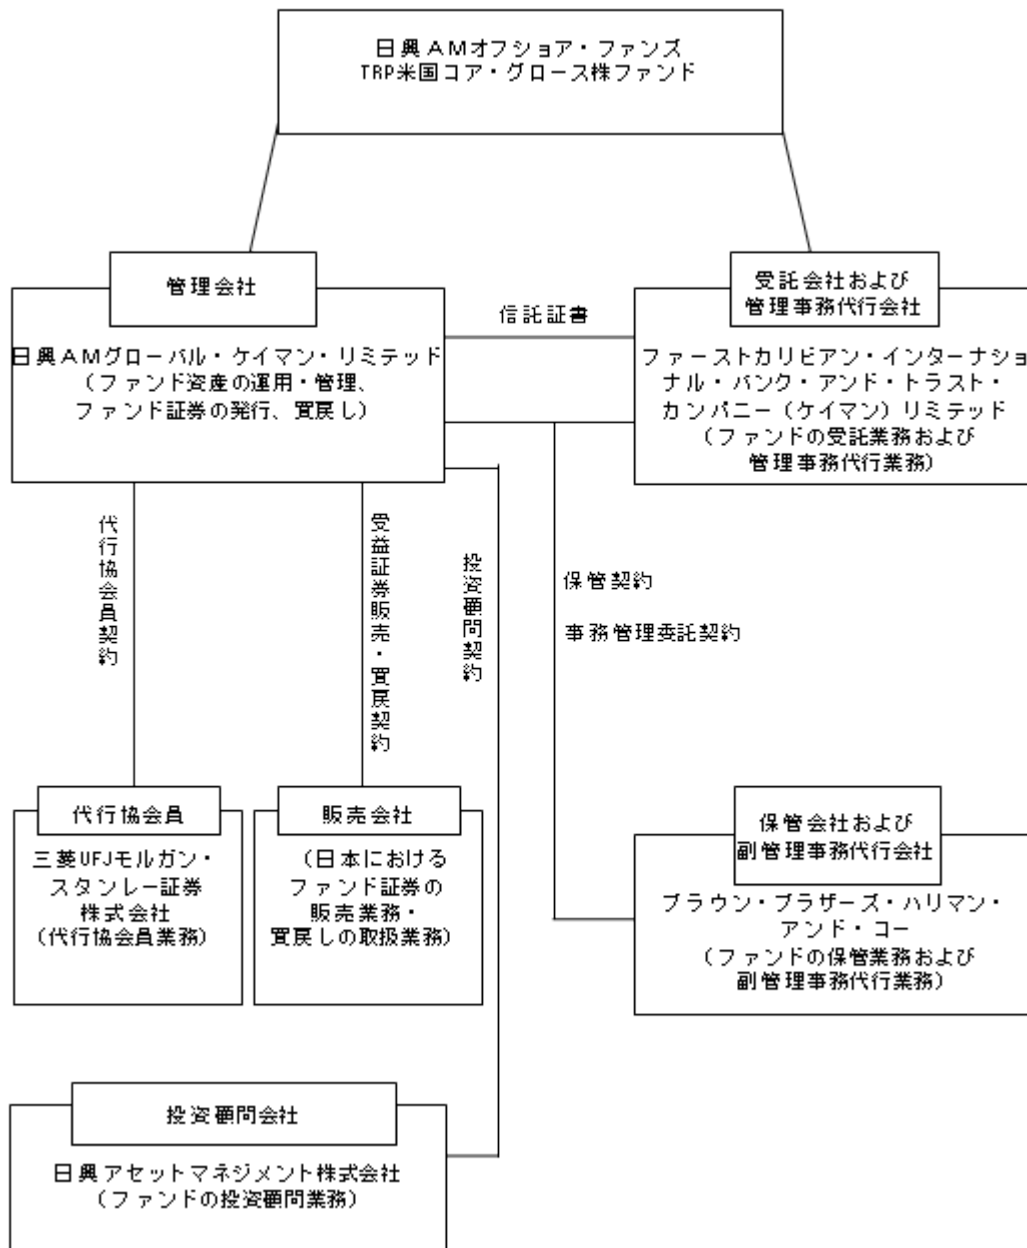 日興AMオフショア・ファンズ
TRP米国コア・グロース株ファンド
管理会社
日興AMグローバル・ケイマン・リミテッド
（ファンド資産の運用・管理、
ファンド証券の発行、買戻し）
信託証書
受託会社および
管理事務代行会社
ファーストカリビアン・インターナショ
ナル・バンク・アンド・トラスト・
カンパニー（ケイマン）リミテッド
（ファンドの受託業務および
管理事務代行業務）
代行協会員契約
受益証券販売・買戻契約
投資顧問契約
保管契約
事務管理委託契約
代行協会員
三菱UFJモルガン・
スタンレー証券
株式会社
（代行協会員業務）
販売会社
（日本における
ファンド証券の
販売業務・
買戻しの取扱業務）
保管会社および
副管理事務代行会社
ブラウン・ブラザーズ・ハリマン・
アンド・コー
（ファンドの保管業務および
副管理事務代行業務）
投資顧問会社
日興アセットマネジメント株式会社
（ファンドの投資顧問業務）